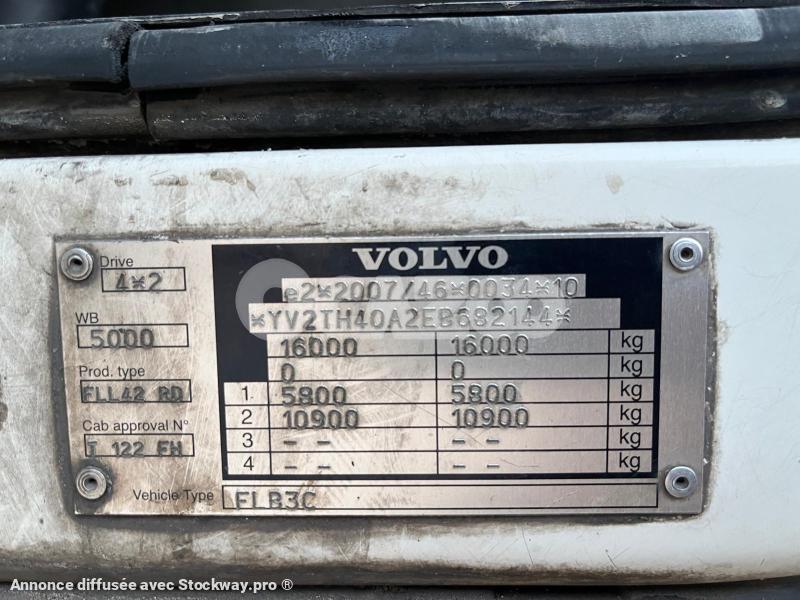 VOLVO
Drive
4*2
e2*2007/46*0034*10
*YV2TH40A2EB682144*
WB
5000
16000 16000 kg
0 0 kg
Prod. type
FLL42 RD
1 5800 5800 kg
2 10900 10900 kg
Cab approval N°
T 122 FH
3 – – – – kg
4 – – – – kg
Vehicle Type FLB3C
Annonce diffusée avec Stockway.pro ®